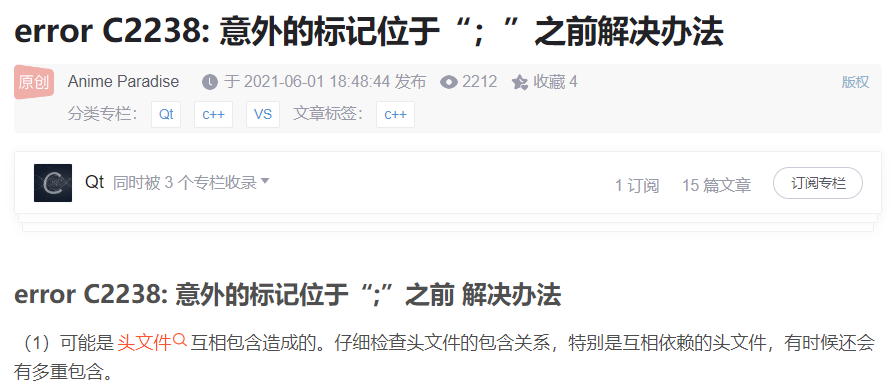 error C2238: 意外的标记位于“；”之前解决办法
原创 Anime Paradise 于 2021-06-01 18:48:44 发布 2212 收藏 4 版权
分类专栏： Qt c++ VS 文章标签： c++
Qt 同时被 3 个专栏收录 1 订阅 15 篇文章 订阅专栏
error C2238: 意外的标记位于“;”之前 解决办法
（1）可能是 头文件 互相包含造成的。仔细检查头文件的包含关系，特别是互相依赖的头文件，有时候还会
有多重包含。